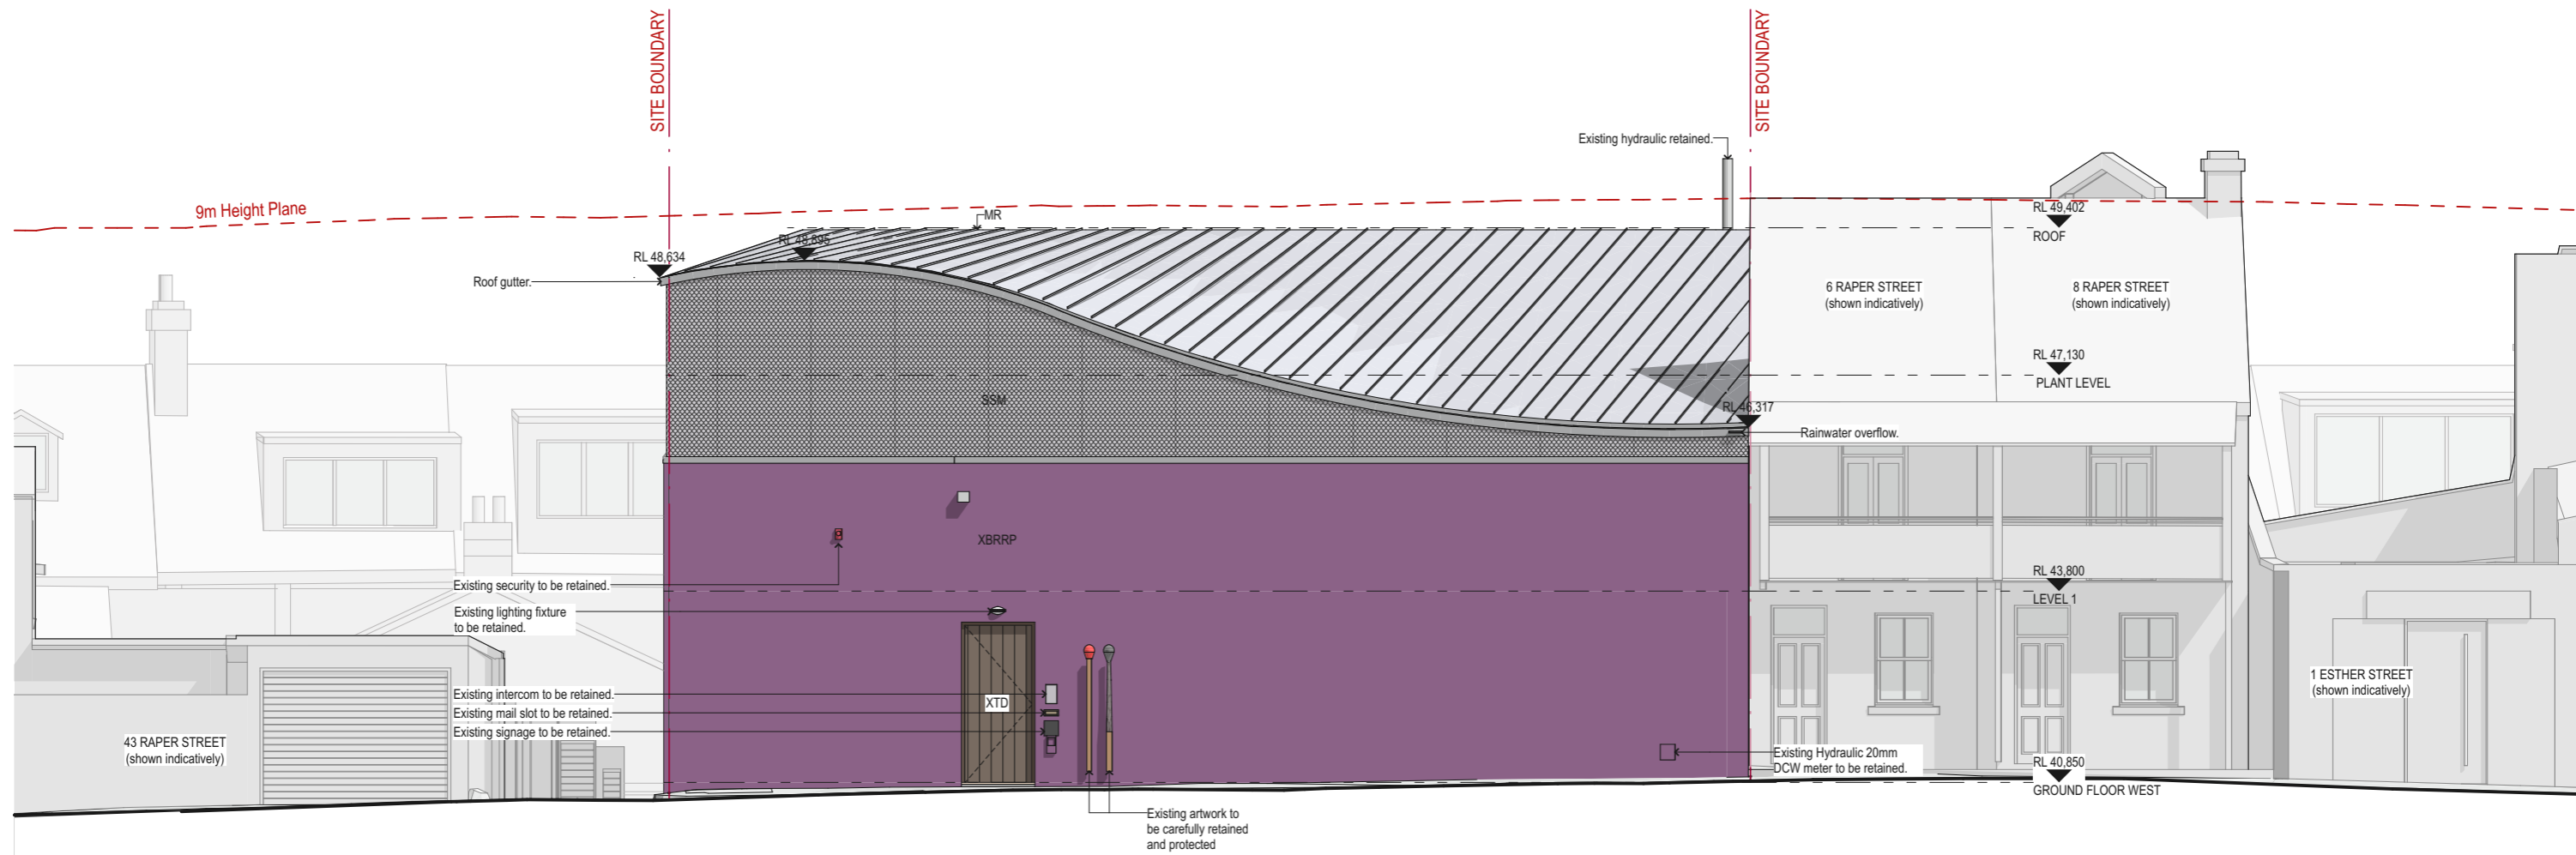 SITE BOUNDARY
SITE BOUNDARY
Existing hydraulic retained.
9m Height Plane
MR
RL 49,402
ROOF
RL 48,895
RL 48,634
Roof gutter.
6 RAPER STREET
(shown indicatively)
8 RAPER STREET
(shown indicatively)
RL 47,130
PLANT LEVEL
SSM
RL 46,317
Rainwater overflow.
XBRRP
Existing security to be retained.
RL 43,800
LEVEL 1
Existing lighting fixture
to be retained.
Existing intercom to be retained.
XTD
Existing mail slot to be retained.
Existing signage to be retained.
1 ESTHER STREET
(shown indicatively)
43 RAPER STREET
(shown indicatively)
Existing Hydraulic 20mm
DCW meter to be retained.
RL 40,850
GROUND FLOOR WEST
Existing artwork to
be carefully retained
and protected